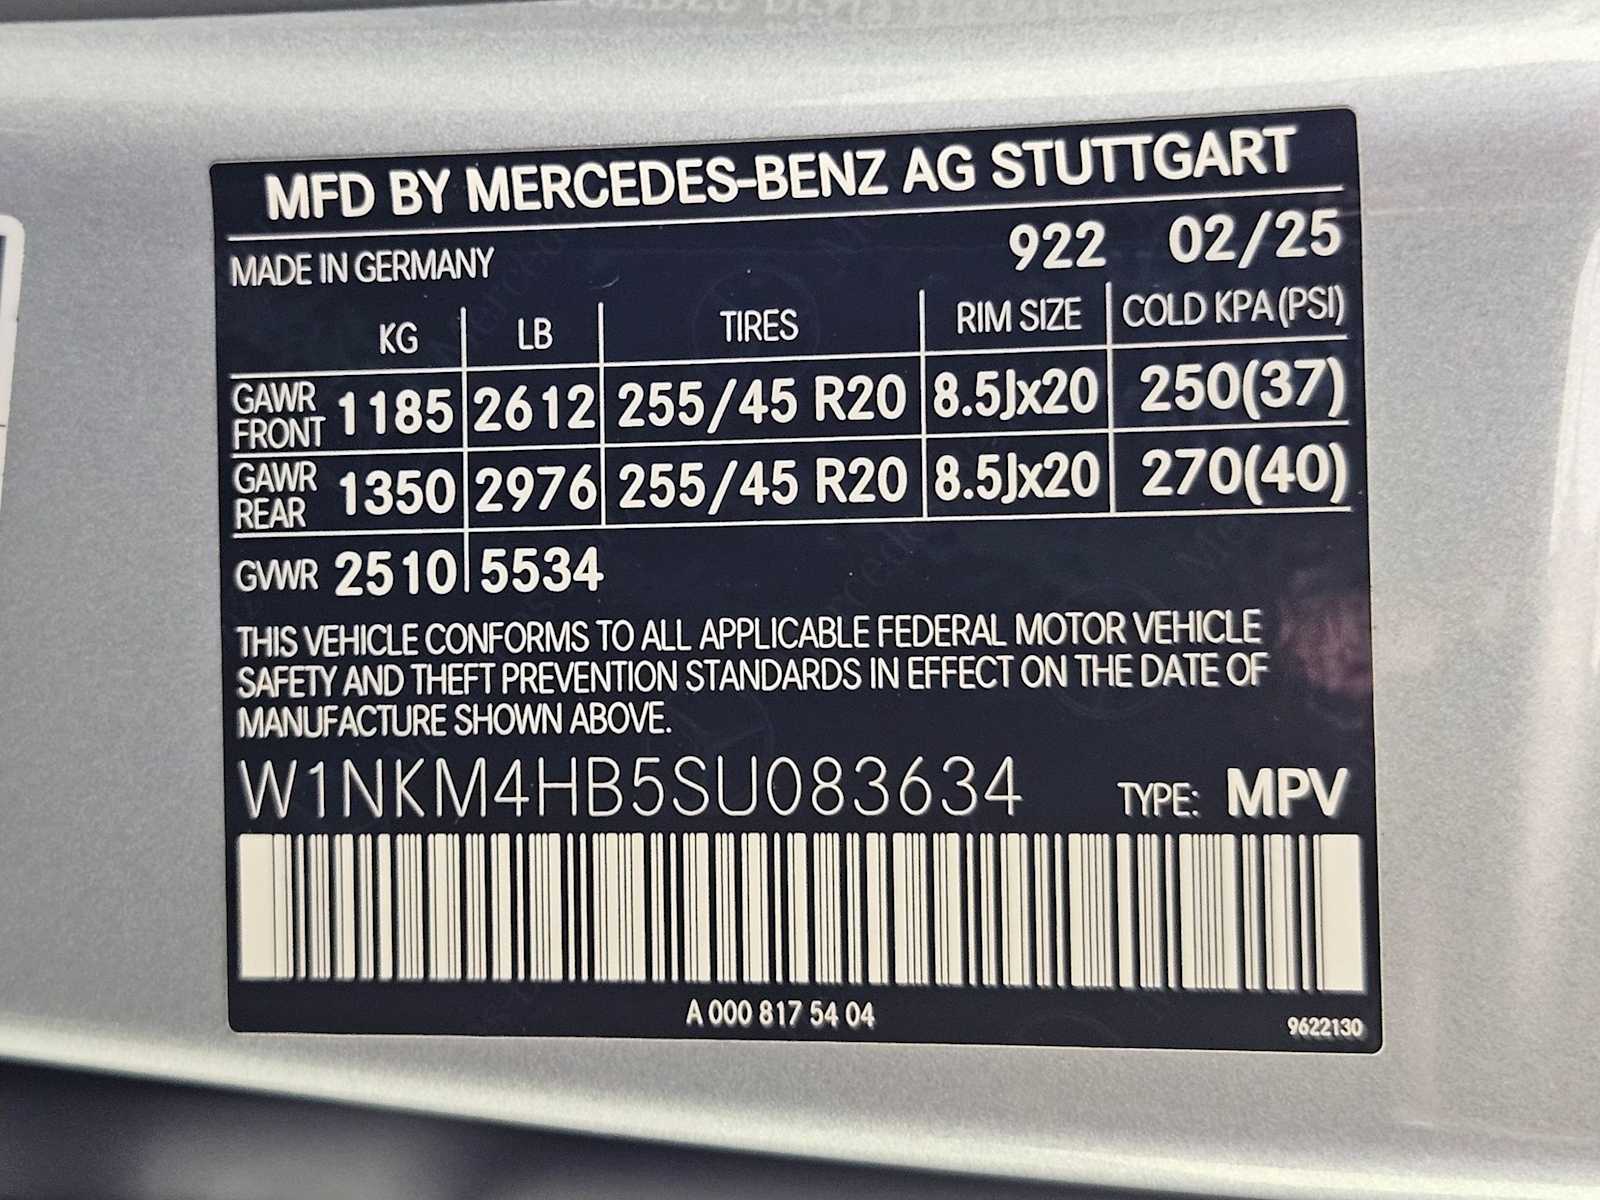 MFD BY MERCEDES-BENZ AG STUTTGART
MADE IN GERMANY 922 02/25
KG LB TIRES RIM SIZE COLD KPA (PSI)
GAWR FRONT 1185 2612 255/45 R20 8.5Jx20 250(37)
GAWR REAR 1350 2976 255/45 R20 8.5Jx20 270(40)
GVWR 2510 5534
THIS VEHICLE CONFORMS TO ALL APPLICABLE FEDERAL MOTOR VEHICLE
SAFETY AND THEFT PREVENTION STANDARDS IN EFFECT ON THE DATE OF
MANUFACTURE SHOWN ABOVE.
W1NKM4HB5SU083634 TYPE: MPV
A 000 817 54 04
9622130